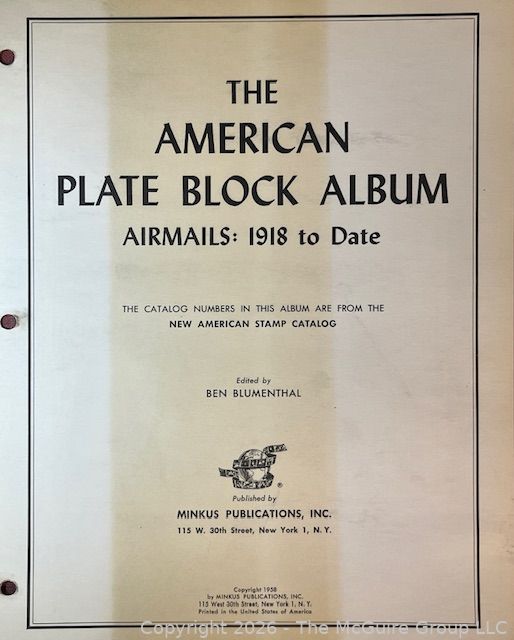 THE
AMERICAN
PLATE BLOCK ALBUM
AIRMAILS: 1918 to Date
THE CATALOG NUMBERS IN THIS ALBUM ARE FROM THE
NEW AMERICAN STAMP CATALOG
Edited by
BEN BLUMENTHAL
®
Published by
MINKUS PUBLICATIONS, INC.
115 W. 30th Street, New York 1, N. Y.
Copyright 1958
by MINKUS PUBLICATIONS, INC.
115 West 30th Street, New York 1, N. Y.
Printed in the United States of America
Copyright 2026 - The McGuire Group LLC